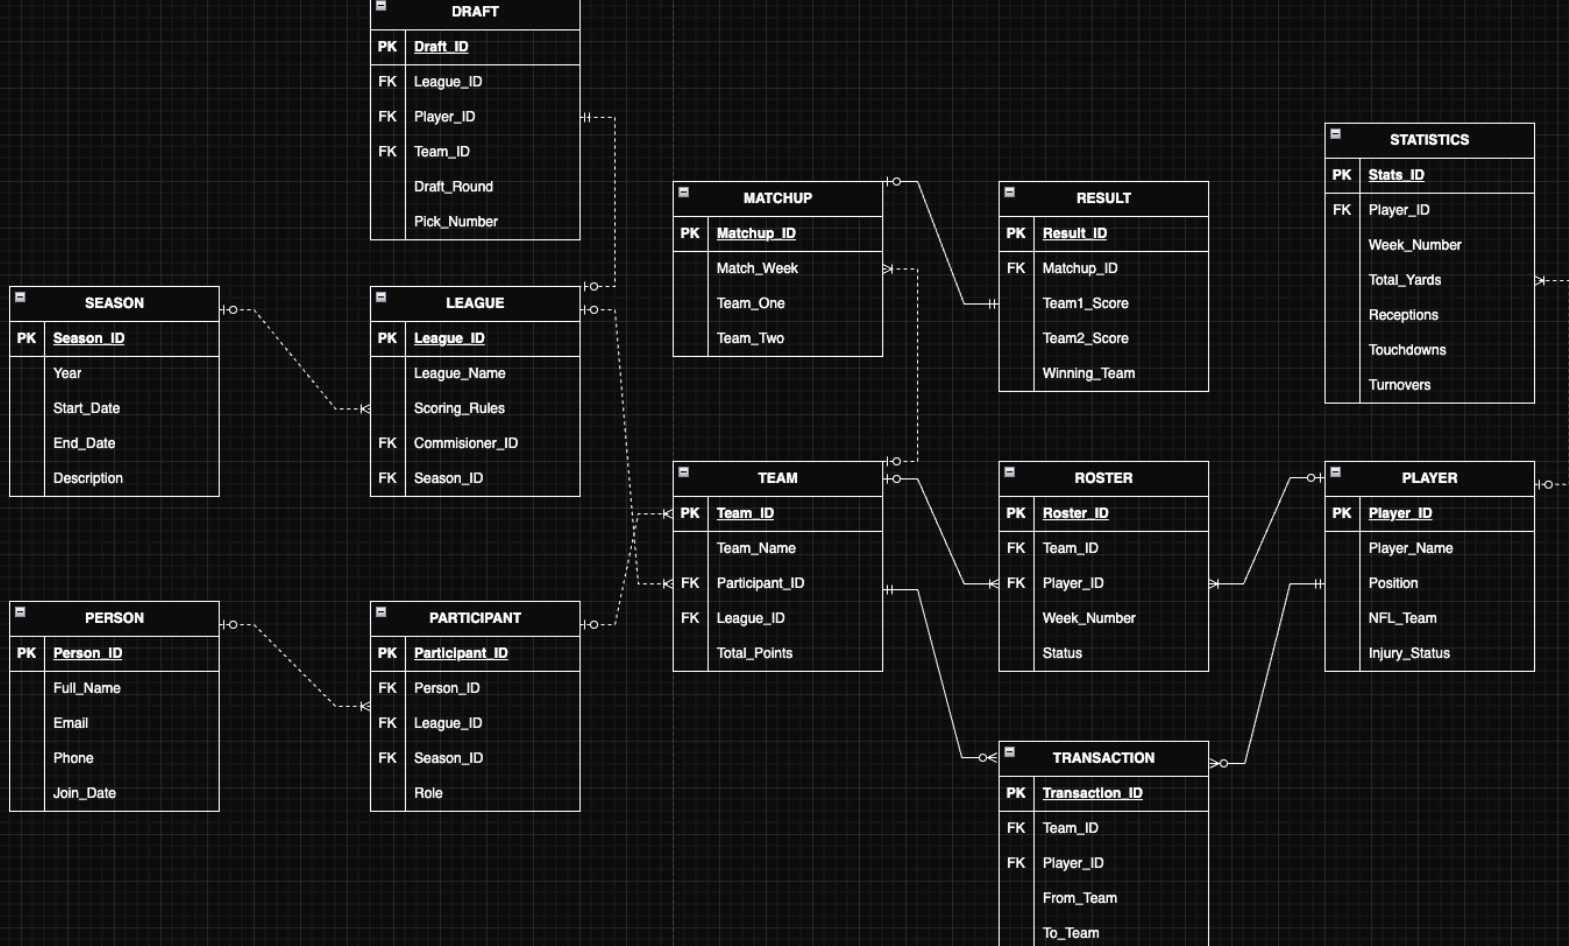 DRAFT
PK Draft_ID
FK League_ID
FK Player_ID
FK Team_ID
Draft_Round
Pick_Number
SEASON
PK Season_ID
Year
Start_Date
End_Date
Description
LEAGUE
PK League_ID
League_Name
Scoring_Rules
FK Commisioner_ID
FK Season_ID
PERSON
PK Person_ID
Full_Name
Email
Phone
Join_Date
PARTICIPANT
PK Participant_ID
FK Person_ID
FK League_ID
FK Season_ID
Role
MATCHUP
PK Matchup_ID
Match_Week
Team_One
Team_Two
RESULT
PK Result_ID
FK Matchup_ID
Team1_Score
Team2_Score
Winning_Team
STATISTICS
PK Stats_ID
FK Player_ID
Week_Number
Total_Yards
Receptions
Touchdowns
Turnovers
TEAM
PK Team_ID
Team_Name
FK Participant_ID
FK League_ID
Total_Points
ROSTER
PK Roster_ID
FK Team_ID
FK Player_ID
Week_Number
Status
PLAYER
PK Player_ID
Player_Name
Position
NFL_Team
Injury_Status
TRANSACTION
PK Transaction_ID
FK Team_ID
FK Player_ID
From_Team
To_Team